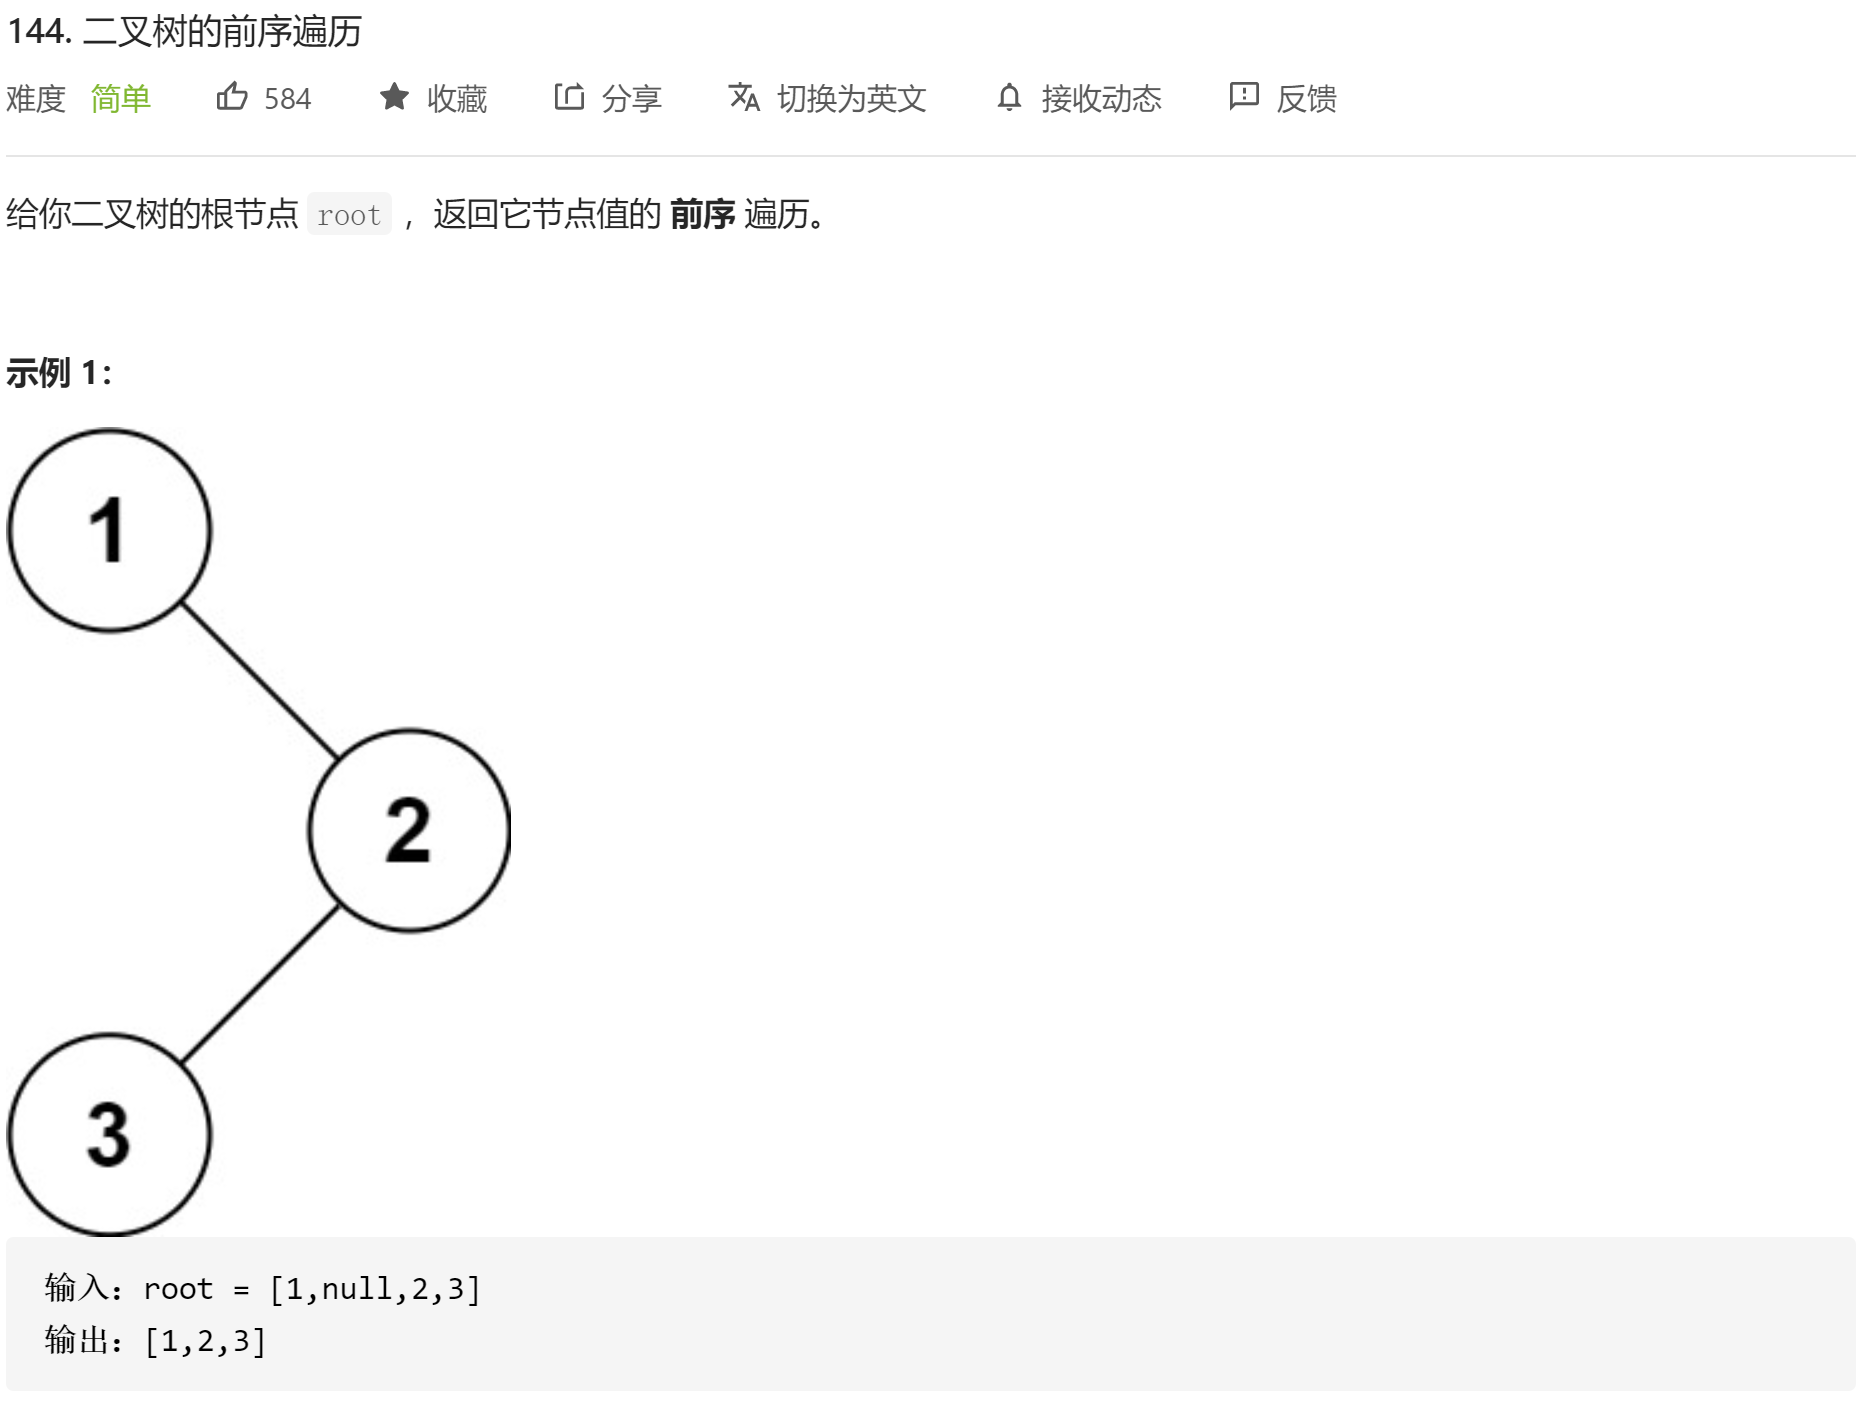 144. 二叉树的前序遍历
难度 简单 584 收藏 分享 切换为英文 接收动态 反馈
给你二叉树的根节点 root ，返回它节点值的 前序 遍历。
示例 1：
1
2
3
输入：root = [1,null,2,3]
输出：[1,2,3]